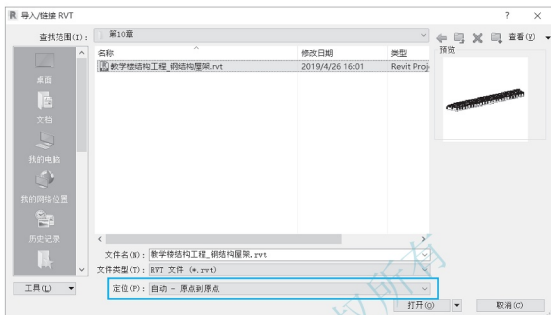 导入/链接 RVT
? ×
查找范围(I): 第10章
查看(V)
名称 修改日期 类型
预览
教学楼结构工程_钢结构屋架.rvt 2019/4/26 16:01 Revit Proj
桌面
文档
我的电脑
我的网络位置
历史记录
文件名(N): 教学楼结构工程_钢结构屋架.rvt
文件类型(T): RVT 文件 (*.rvt)
工具(L)
定位(P): 自动 - 原点到原点
打开(O) 取消(C)
权所有